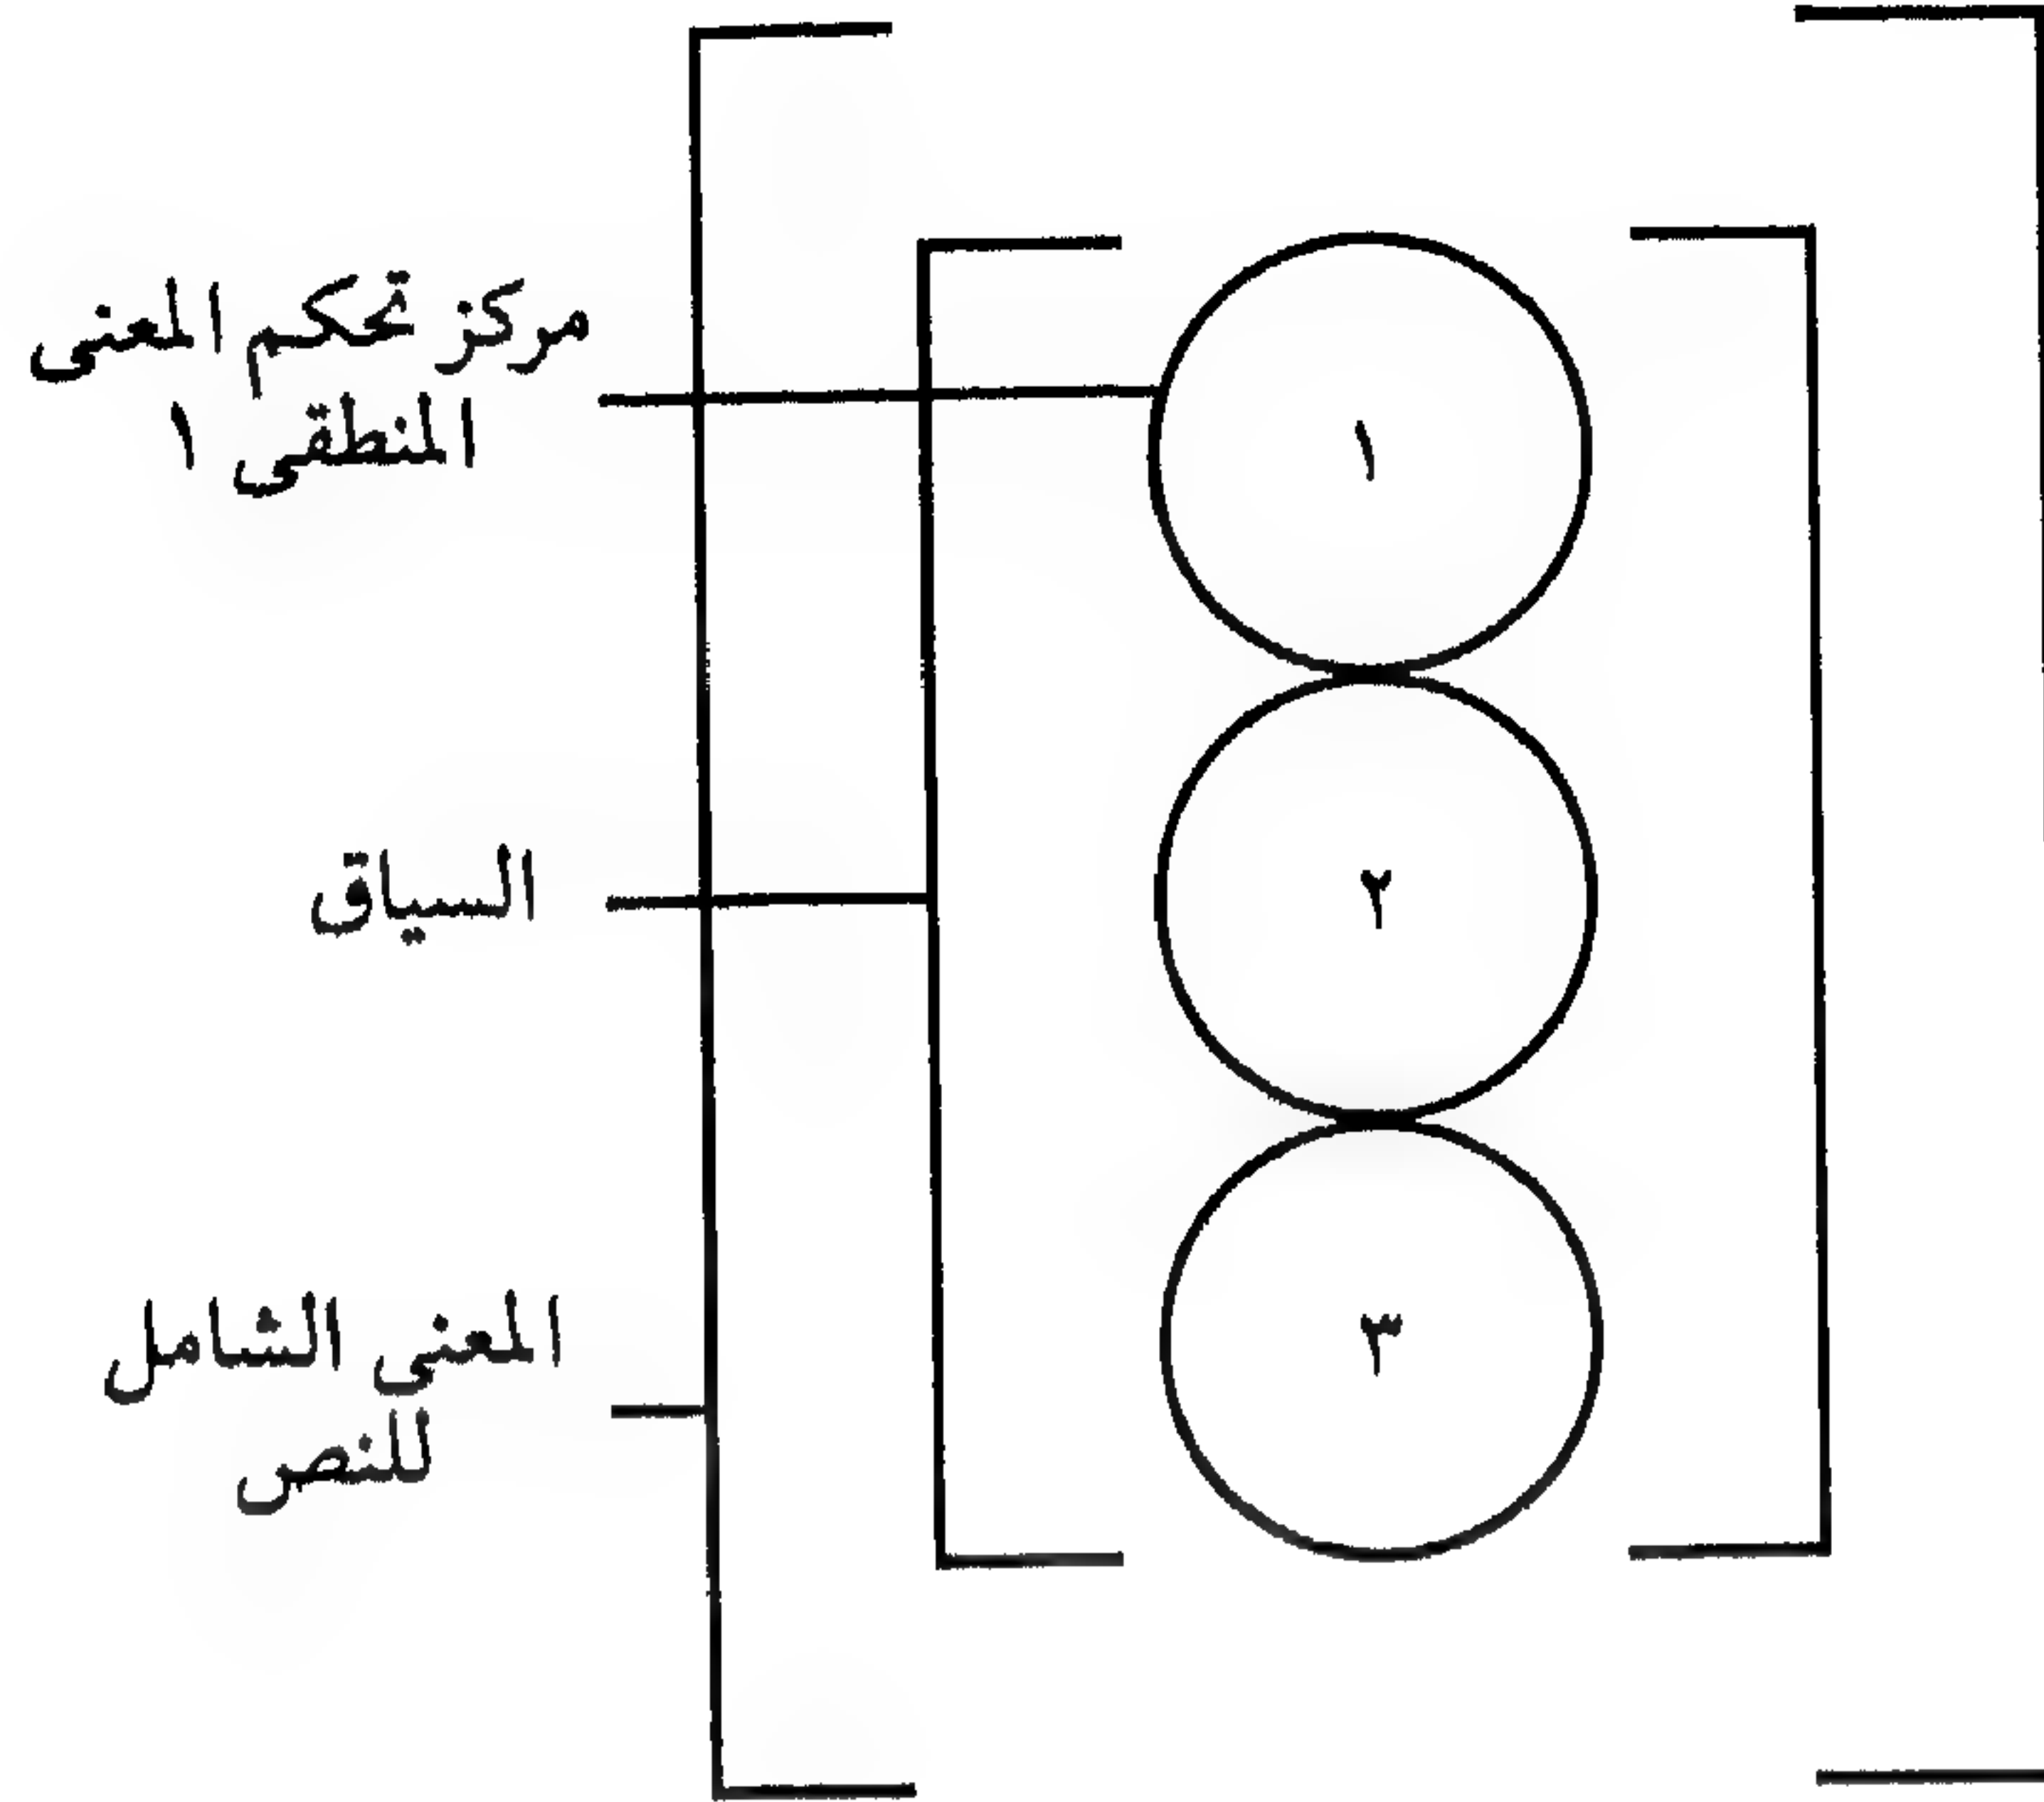 مركز تحكم المعنى
المنطقى ١
١
السياق
٢
المعنى الشامل
للنص
٣